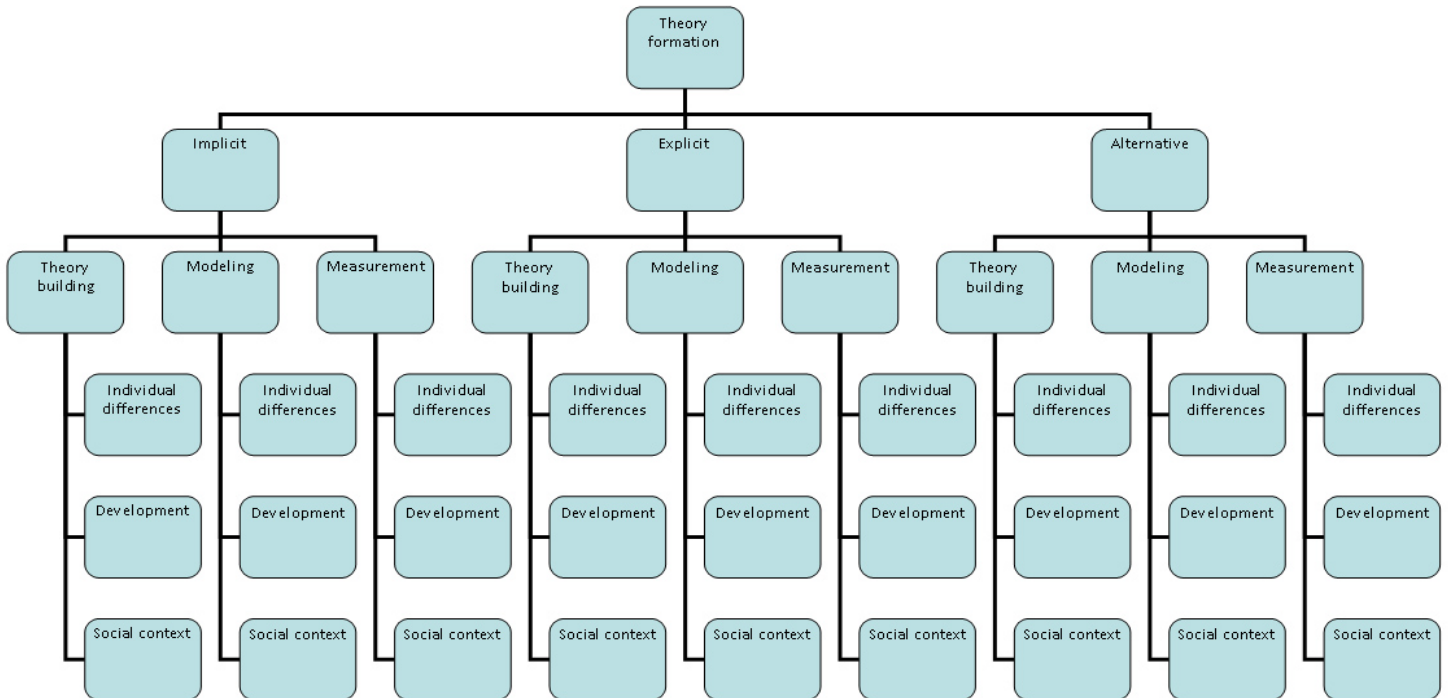 Theory
formation
Implicit
Explicit
Alternative
Theory
building
Modeling
Measurement
Theory
building
Modeling
Measurement
Theory
building
Modeling
Measurement
Individual
differences
Individual
differences
Individual
differences
Individual
differences
Individual
differences
Individual
differences
Individual
differences
Individual
differences
Individual
differences
Development
Development
Development
Development
Development
Development
Development
Development
Development
Social context
Social context
Social context
Social context
Social context
Social context
Social context
Social context
Social context